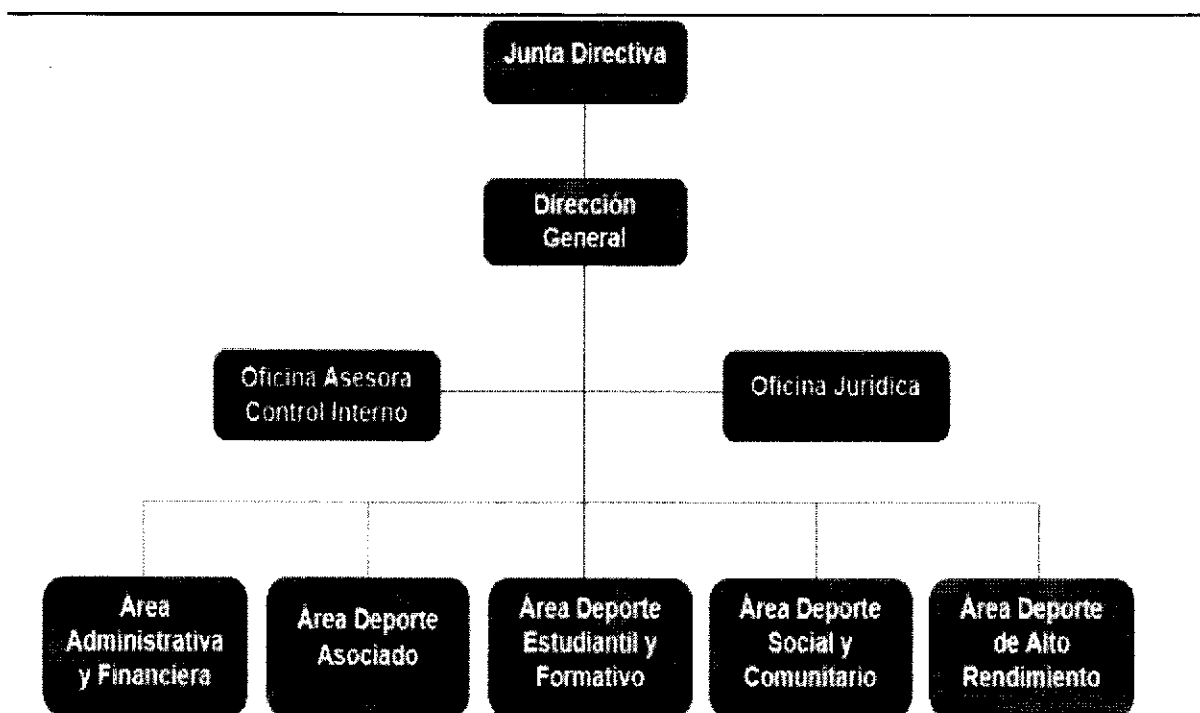 Junta Directiva
Dirección
General
Oficina Asesora
Control Interno
Oficina Jurídica
Área
Administrativa
y Financiera
Área Deporte
Asociado
Área Deporte
Estudiantil y
Formativo
Área Deporte
Social y
Comunitario
Área Deporte
de Alto
Rendimiento